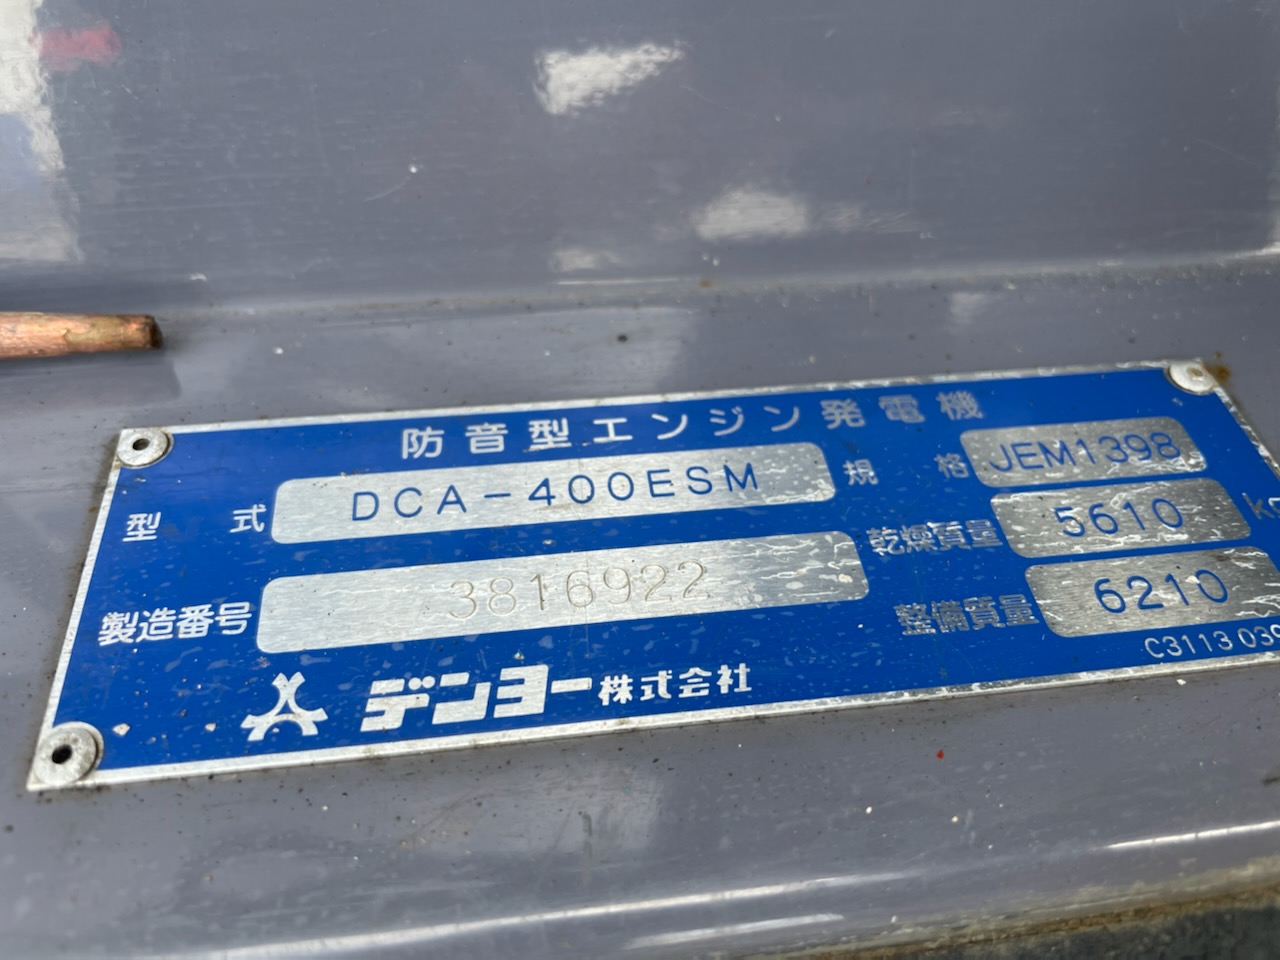 防音型エンジン発電機
型式 DCA-400ESM 規格 JEM1398
製造番号 3816922 乾燥質量 5610 kg
整備質量 6210
デンヨー株式会社
C3113 03